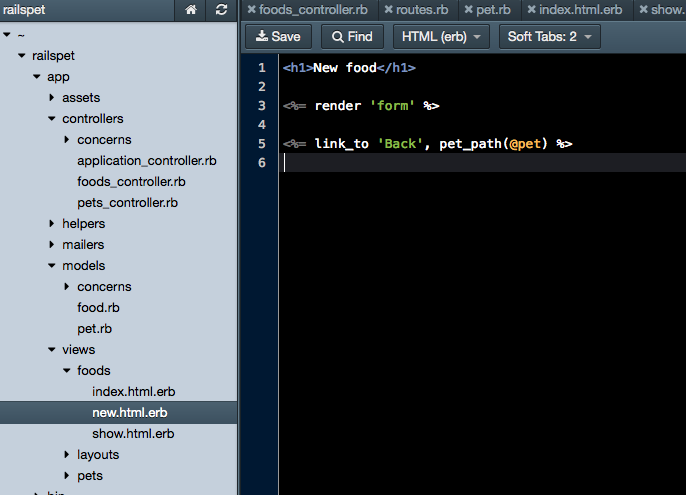 railspet
~
railspet
app
assets
controllers
concerns
application_controller.rb
foods_controller.rb
pets_controller.rb
helpers
mailers
models
concerns
food.rb
pet.rb
views
foods
index.html.erb
new.html.erb
show.html.erb
layouts
pets
bin
foods_controller.rb routes.rb pet.rb index.html.erb show.
Save Find HTML (erb) Soft Tabs: 2
1 <h1>New food</h1>
2
3 <%= render 'form' %>
4
5 <%= link_to 'Back', pet_path(@pet) %>
6